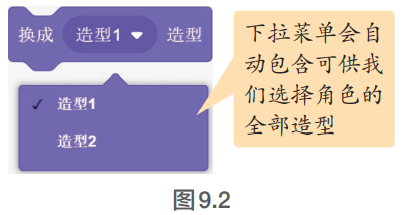 换成 造型1 造型
造型1
造型2
下拉菜单会自
动包含可供我
们选择角色的
全部造型
图9.2